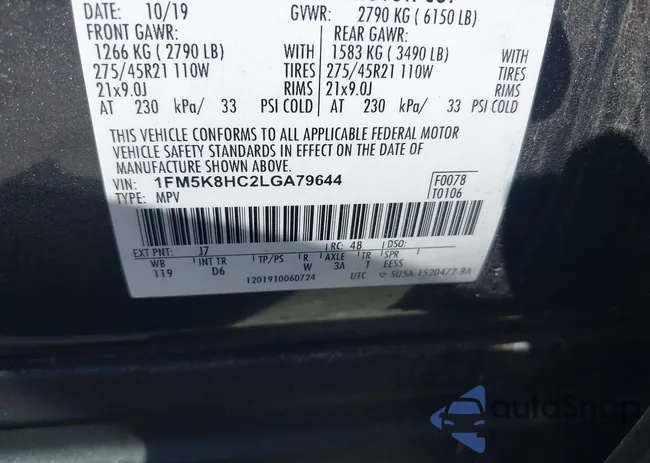 MOTOR CO.
DATE: 10/19 GVWR: 2790 KG ( 6150 LB)
FRONT GAWR: REAR GAWR:
1266 KG ( 2790 LB) WITH 1583 KG ( 3490 LB) WITH
275/45R21 110W TIRES 275/45R21 110W TIRES
21x9.0J RIMS 21x9.0J RIMS
AT 230 kPa/ 33 PSI COLD AT 230 kPa/ 33 PSI COLD
THIS VEHICLE CONFORMS TO ALL APPLICABLE FEDERAL MOTOR
VEHICLE SAFETY STANDARDS IN EFFECT ON THE DATE OF
MANUFACTURE SHOWN ABOVE.
VIN: 1FM5K8HC2LGA79644 F0078
TYPE: MPV T0106
EXT PNT: J7 RC: 48 DSO:
WB INT TR TP/PS R AXLE TR SPR
119 D6 W 3A T EESS
1201910060724 UTC SU5A-1520472-BA
autoSnap